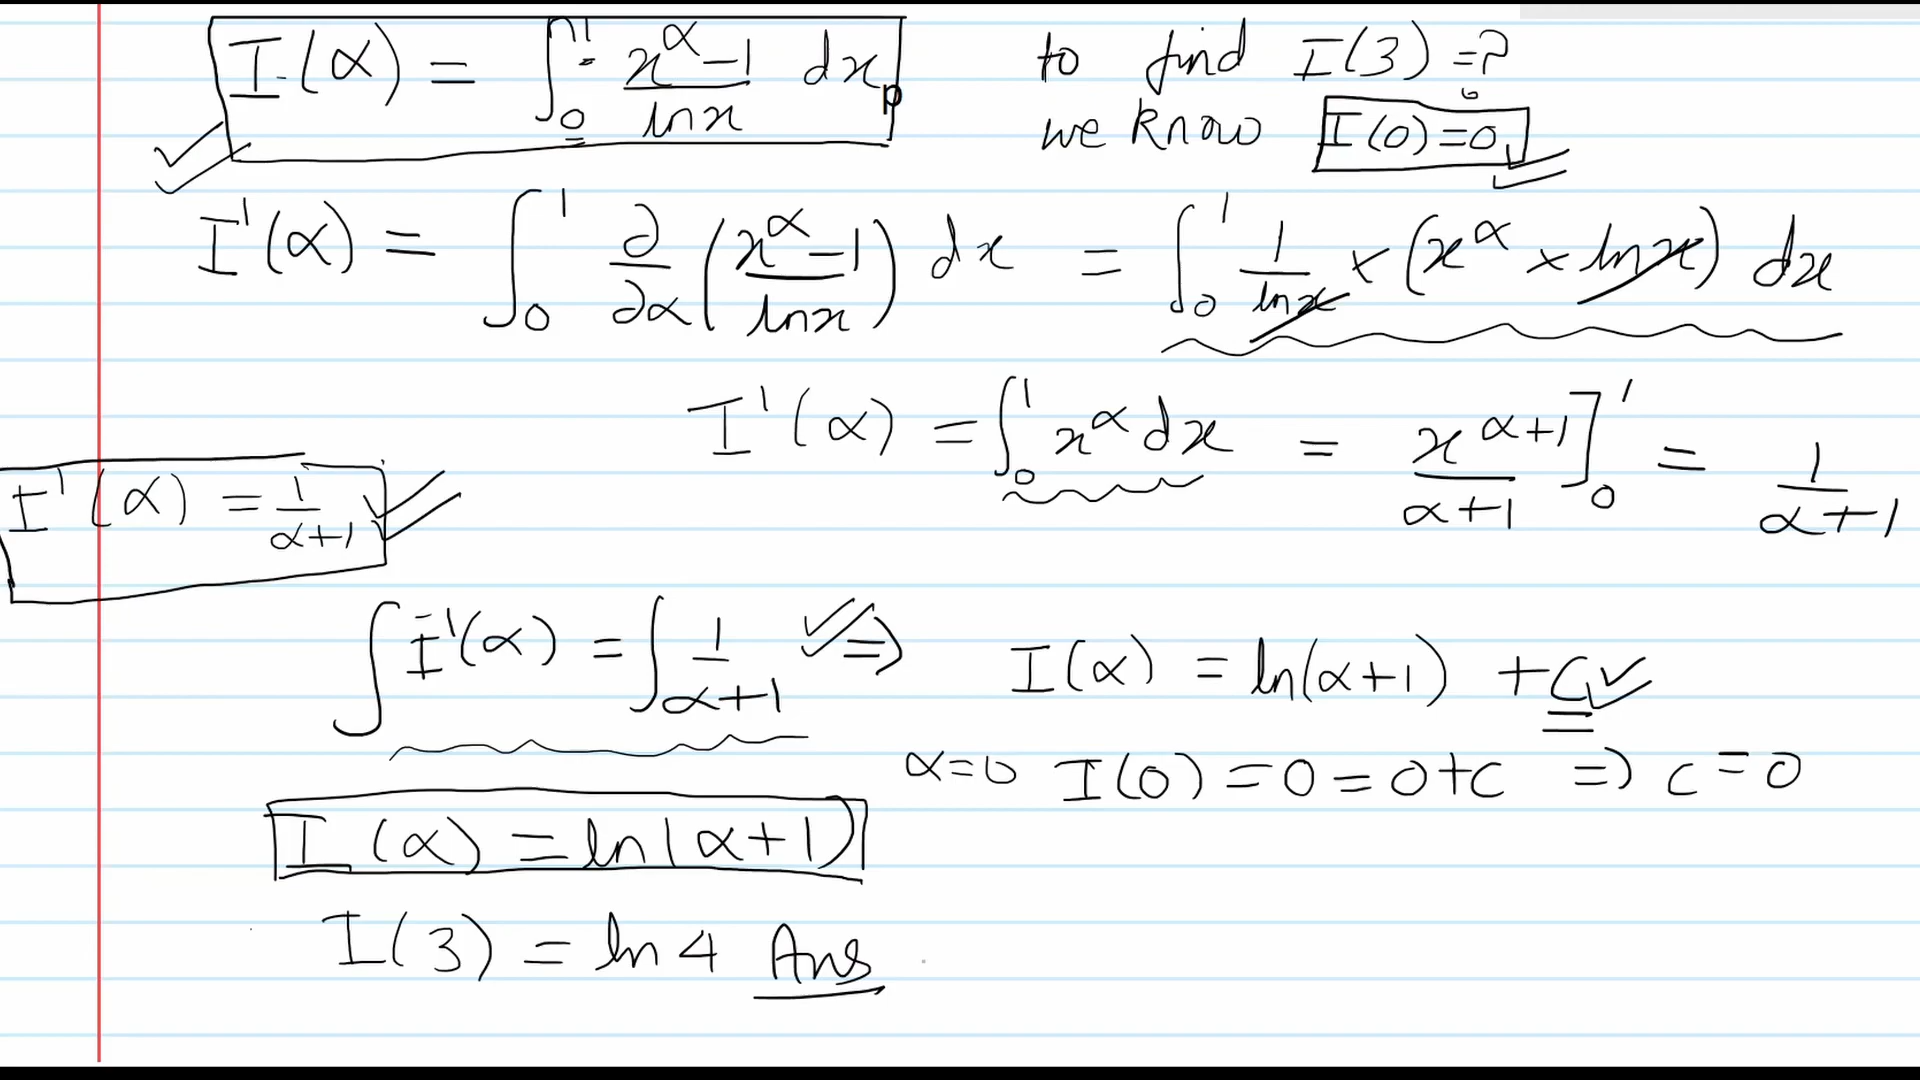 I(α) = ∫₀¹ (x^α − 1)/(ln x) dx p to find I(3) = ?
we know I(0) = 0
I'(α) = ∫₀¹ ∂/∂α ((x^α − 1)/(ln x)) dx = ∫₀¹ 1/(ln x) × (x^α × ln x) dx
I'(α) = ∫₀¹ x^α dx = x^(α+1)/(α+1) ]₀¹ = 1/(α+1)
I'(α) = 1/(α+1)
∫ I'(α) = ∫ 1/(α+1) ⇒ I(α) = ln(α+1) + C
α=0 I(0) = 0 = 0+C ⇒ C = 0
I(α) = ln(α+1)
I(3) = ln 4 Ans